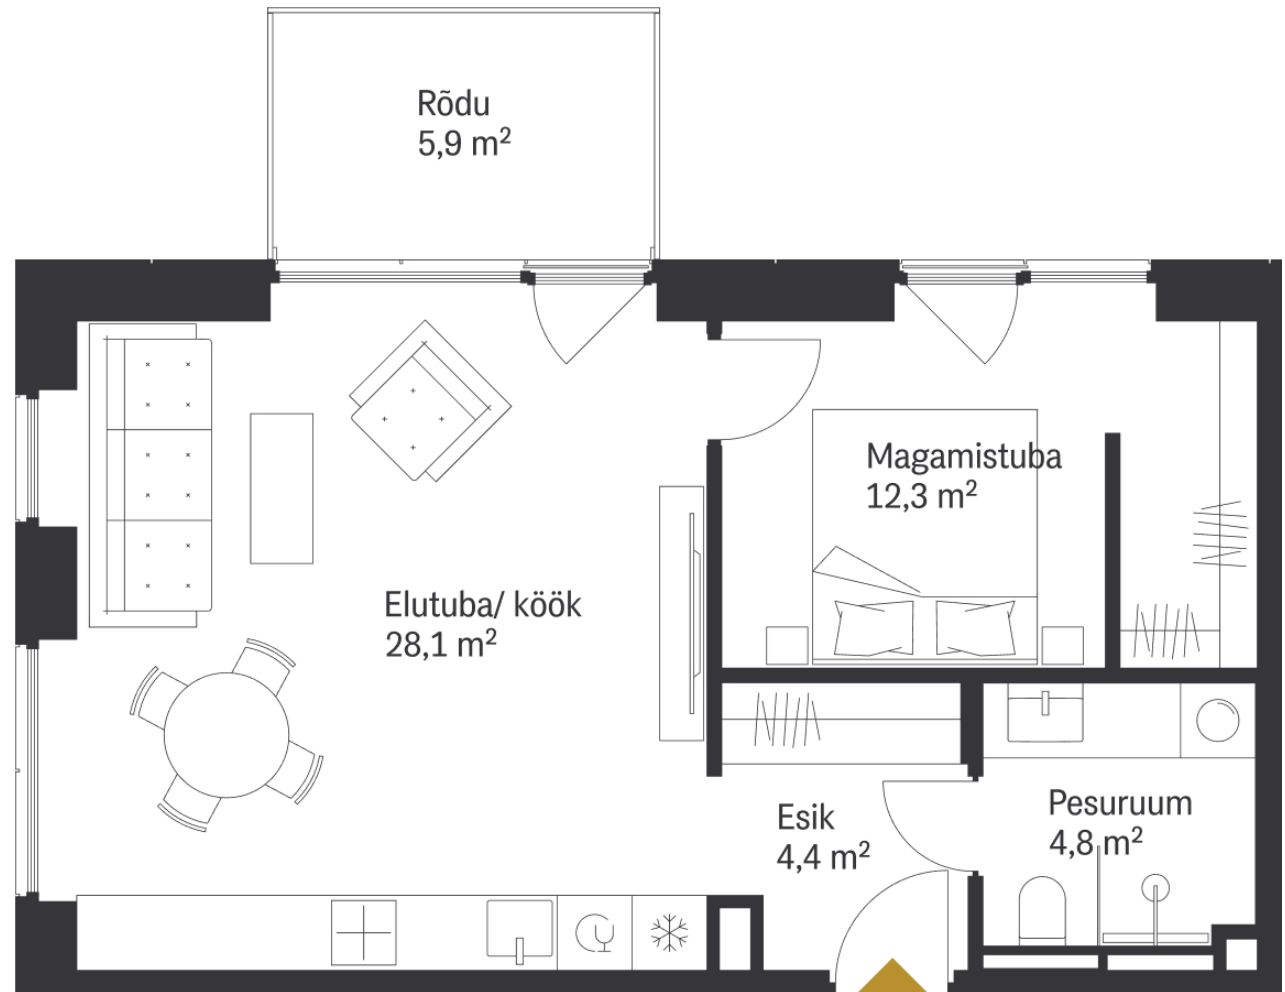 Rõdu
5,9 m²
Magamistuba
12,3 m²
Elutuba/ köök
28,1 m²
Esik
4,4 m²
Pesuruum
4,8 m²